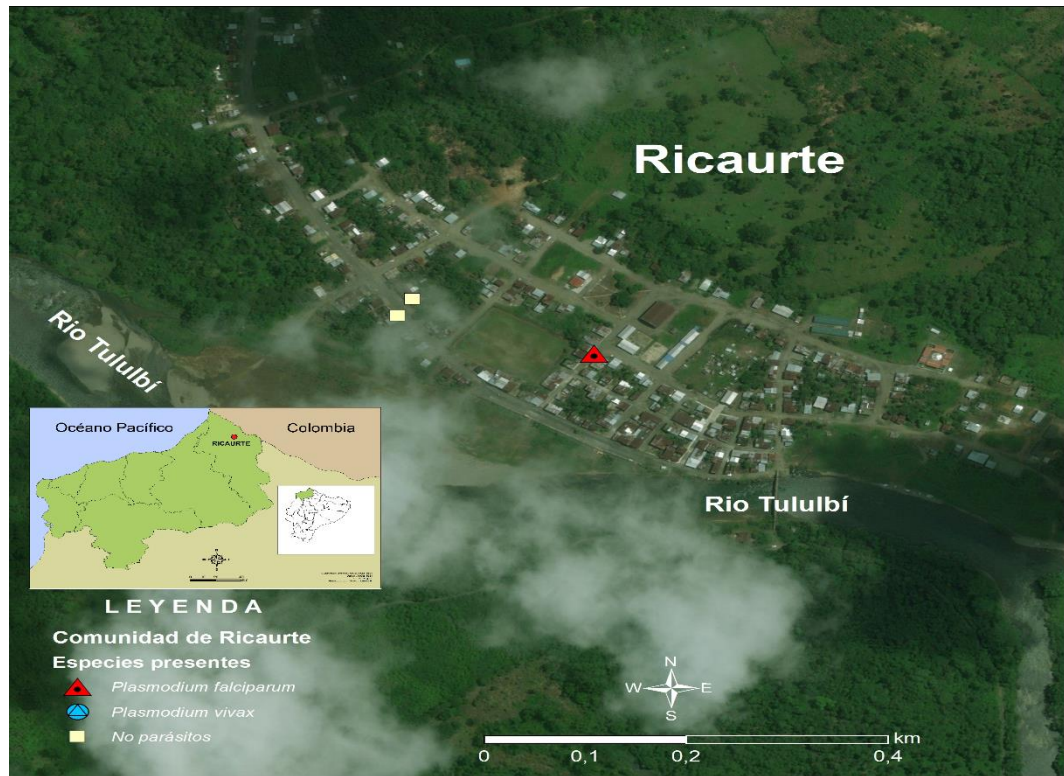 Ricaurte
Rio Tululbí
Océano Pacífico
Colombia
RICAURTE
Rio Tululbí
LEYENDA
Comunidad de Ricaurte
Especies presentes
Plasmodium falciparum
Plasmodium vivax
No parásitos
N
W
E
S
km
0
0,1
0,2
0,4